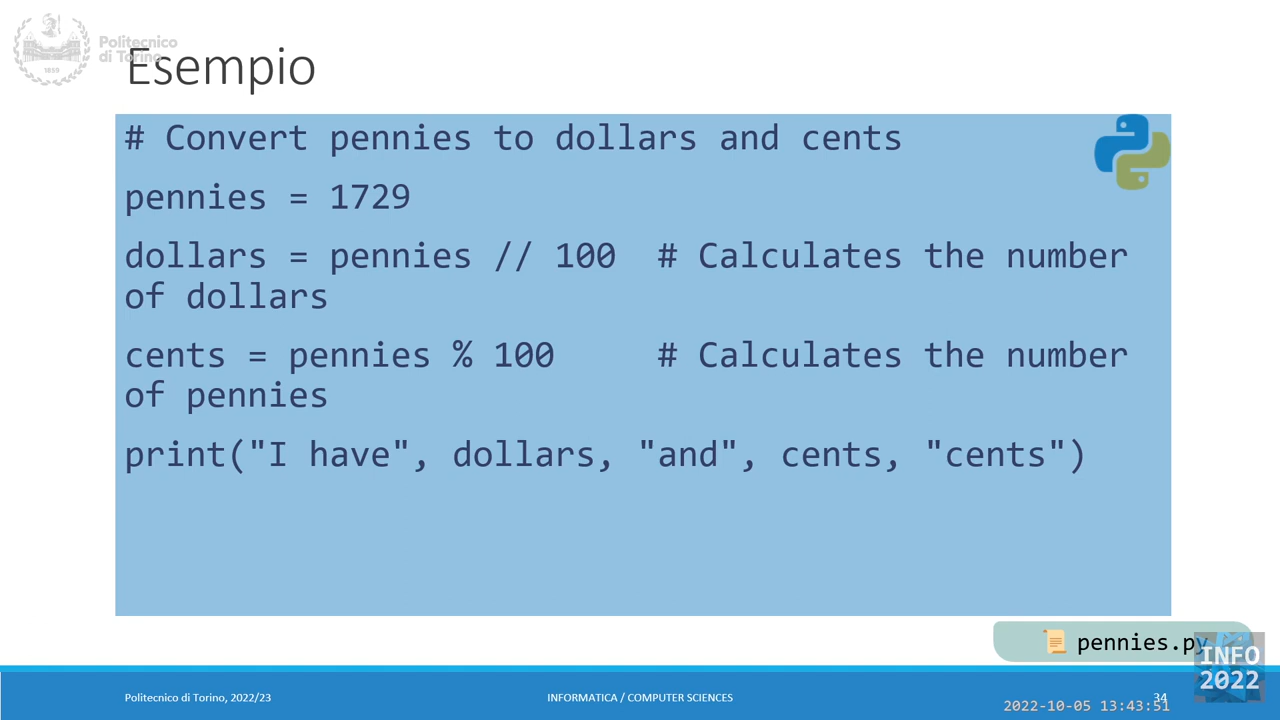 Politecnico
di Torino
1859
Esempio
# Convert pennies to dollars and cents
pennies = 1729
dollars = pennies // 100  # Calculates the number
of dollars
cents = pennies % 100     # Calculates the number
of pennies
print("I have", dollars, "and", cents, "cents")
pennies.py
INFO
2022
Politecnico di Torino, 2022/23
INFORMATICA / COMPUTER SCIENCES
34
2022-10-05 13:43:51